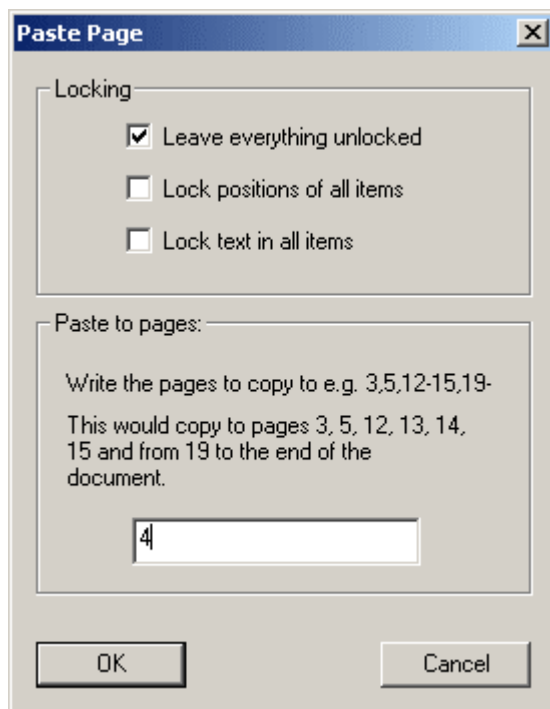 Paste Page
Locking
Leave everything unlocked
Lock positions of all items
Lock text in all items
Paste to pages:
Write the pages to copy to e.g. 3,5,12-15,19-
This would copy to pages 3, 5, 12, 13, 14,
15 and from 19 to the end of the
document.
4
OK
Cancel